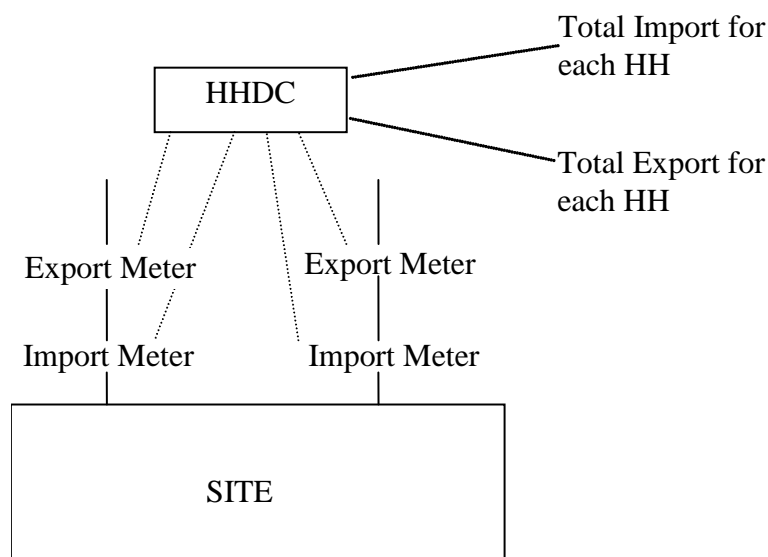 Total Import for
each HH
HHDC
Total Export for
each HH
Export Meter
Export Meter
Import Meter
Import Meter
SITE